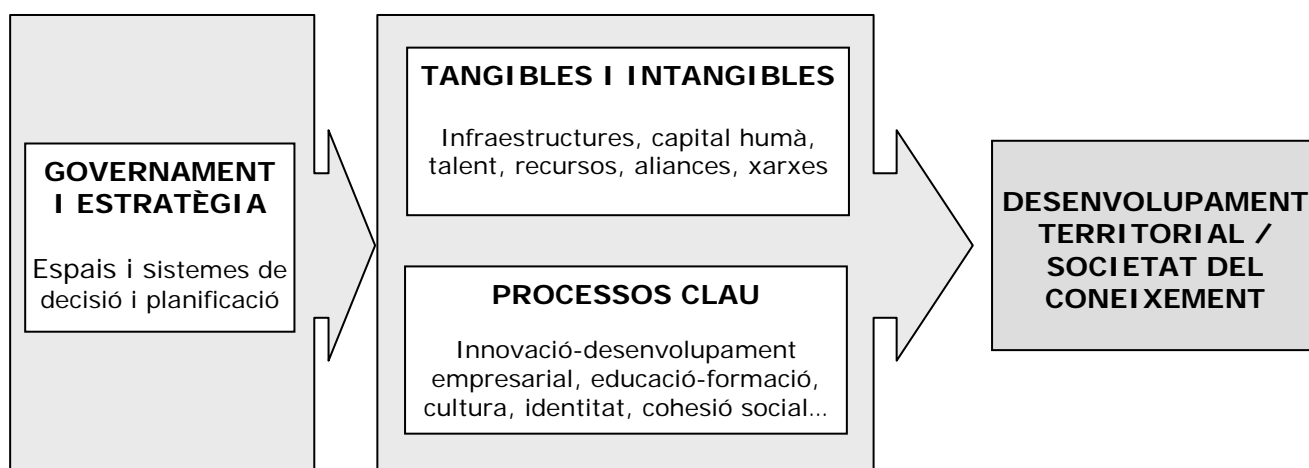 GOVERNAMENT
I ESTRATÈGIA
Espais i sistemes de
decisió i planificació
TANGIBLES I INTANGIBLES
Infraestructures, capital humà,
talent, recursos, aliances, xarxes
PROCESSOS CLAU
Innovació-desenvolupament
empresarial, educació-formació,
cultura, identitat, cohesió social…
DESENVOLUPAMENT
TERRITORIAL /
SOCIETAT DEL
CONEIXEMENT